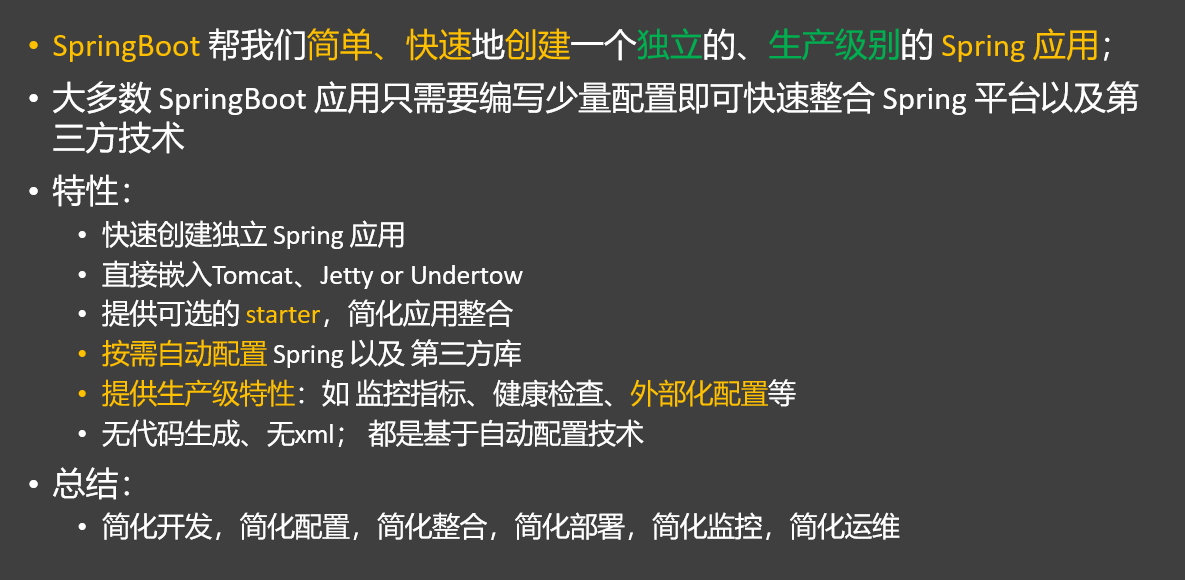 • SpringBoot 帮我们简单、快速地创建一个独立的、生产级别的 Spring 应用；
• 大多数 SpringBoot 应用只需要编写少量配置即可快速整合 Spring 平台以及第
三方技术
• 特性：
• 快速创建独立 Spring 应用
• 直接嵌入Tomcat、Jetty or Undertow
• 提供可选的 starter，简化应用整合
• 按需自动配置 Spring 以及 第三方库
• 提供生产级特性：如 监控指标、健康检查、外部化配置等
• 无代码生成、无xml； 都是基于自动配置技术
• 总结：
• 简化开发，简化配置，简化整合，简化部署，简化监控，简化运维